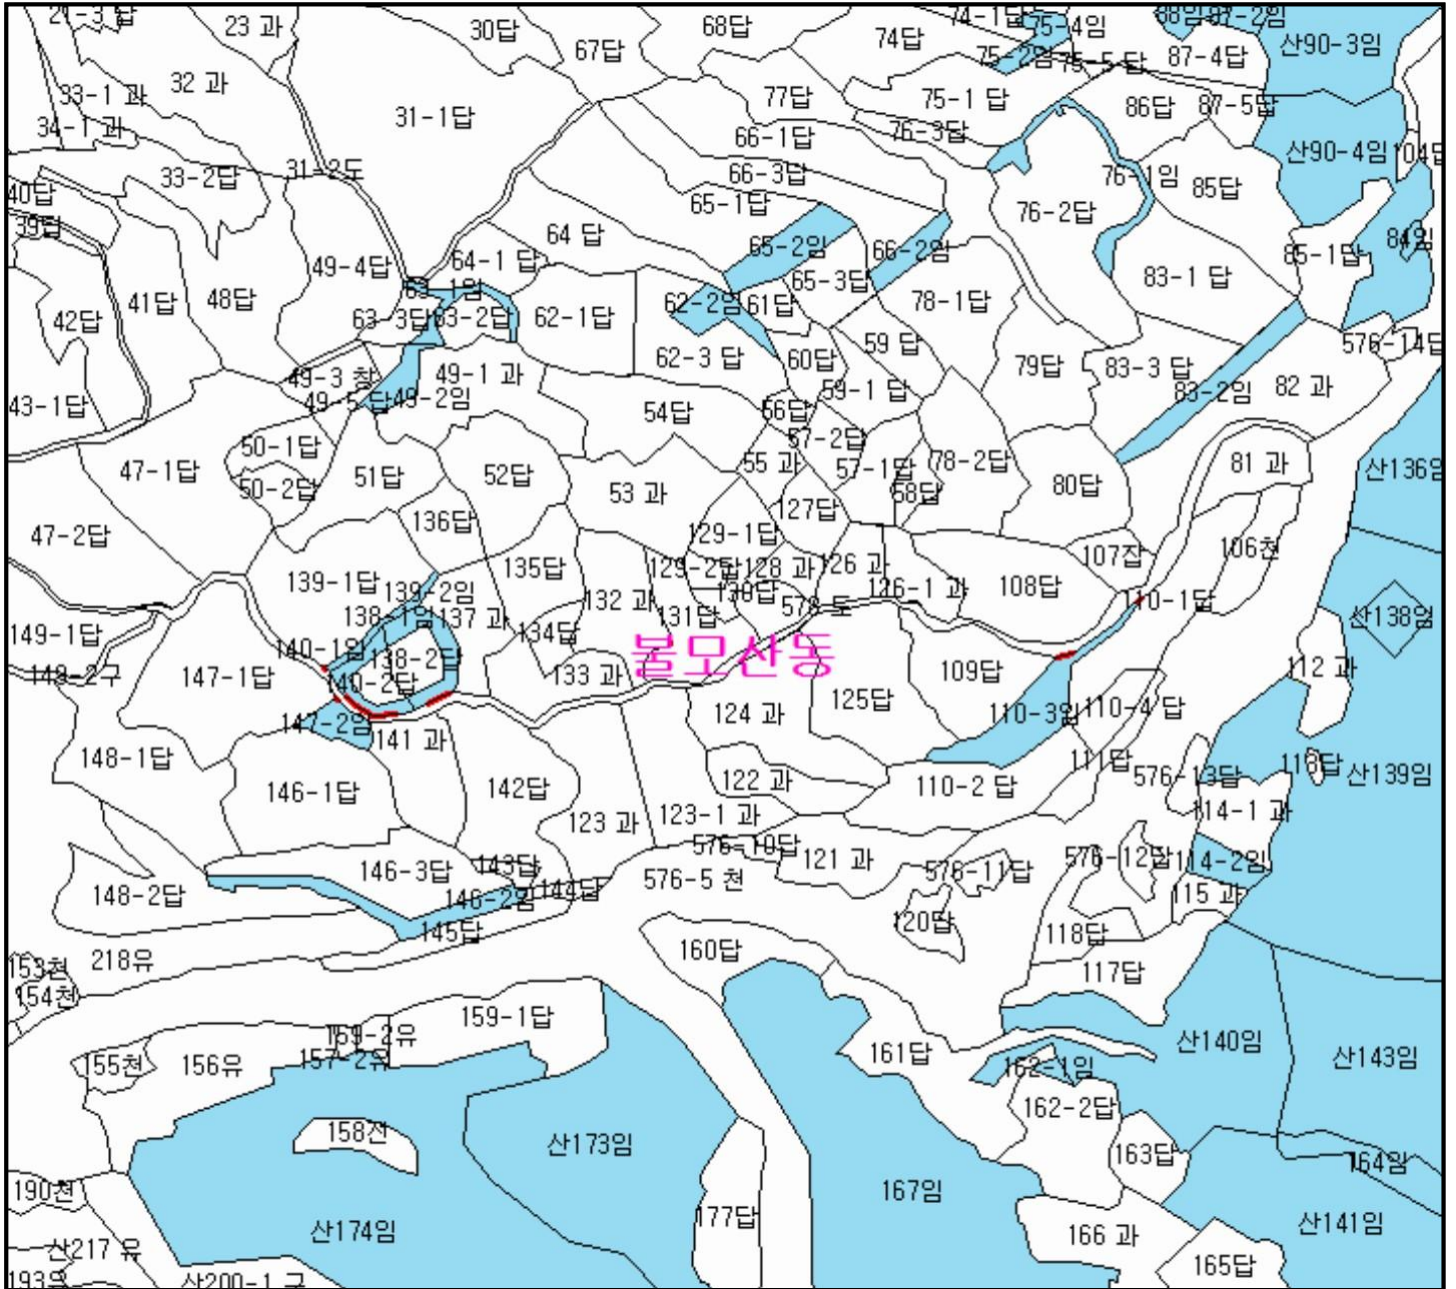 23 과
30답
68답
74-1답
75-4임
87-2임
산90-3임
67답
74답
75-2임
75-5 답
87-4답
33-1 과
32 과
31-1답
77답
75-1 답
86답
87-5답
34-1 과
66-1답
76-3답
산90-4임
31-2도
33-2답
66-3답
76-1임
85답
40답
39답
65-1답
76-2답
64 답
65-2임
66-2임
84임
49-4답
64-1 답
65-3답
83-1 답
85-1답
41답
48답
63-1임
62-2임
61답
78-1답
42답
63-3답
63-2답
62-1답
59 답
576-14답
62-3 답
60답
79답
83-3 답
49-3 창
49-1 과
59-1 답
83-2임
82 과
43-1답
49-5 답
49-2임
54답
56답
50-1답
57-2답
47-1답
50-2답
51답
52답
53 과
55 과
57-1답
78-2답
58답
80답
81 과
산136임
136답
127답
47-2답
129-1답
106천
139-1답
139-2임
135답
129-2답
128 과
126 과
107잡
132 과
130답
126-1 과
108답
138-1임
137 과
131답
578 도
110-1답
산138임
149-1답
134답
140-1임
138-2답
불모산동
149-2구
147-1답
140-2답
133 과
109답
112 과
147-2임
141 과
124 과
125답
110-3임
110-4 답
148-1답
111답
146-1답
142답
122 과
110-2 답
576-13답
산139임
123 과
123-1 과
114-1 과
146-3답
143답
576-10답
121 과
576-11답
576-12답
114-2임
148-2답
146-2임
144답
576-5 천
115 과
145답
120답
118답
160답
153천
218유
117답
154천
159-1답
159-2유
155천
156유
157-2유
161답
162-1임
산140임
산143임
162-2답
158전
산173임
163답
164임
190천
167임
산174임
177답
166 과
산141임
산217 유
165답
193유
산200-1 구